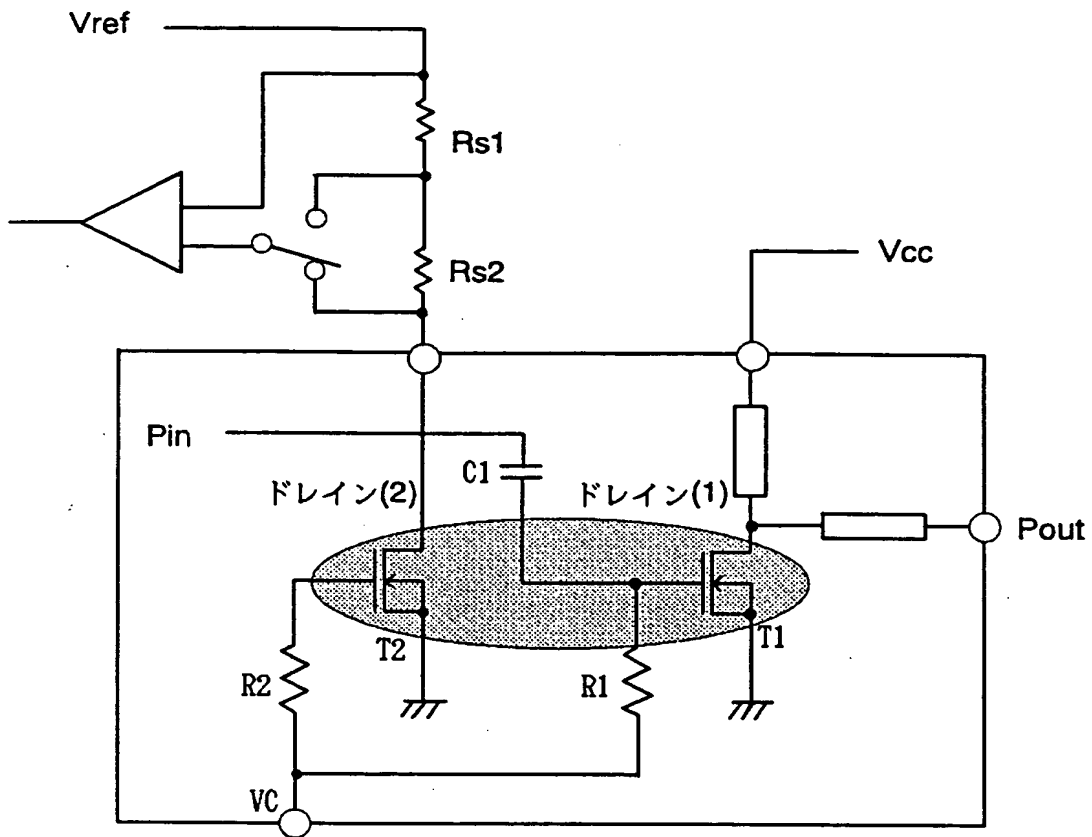 Vref
Rs1
Rs2
Vcc
Pin
C1
ドレイン(2)
ドレイン(1)
Pout
T2
T1
R2
R1
VC